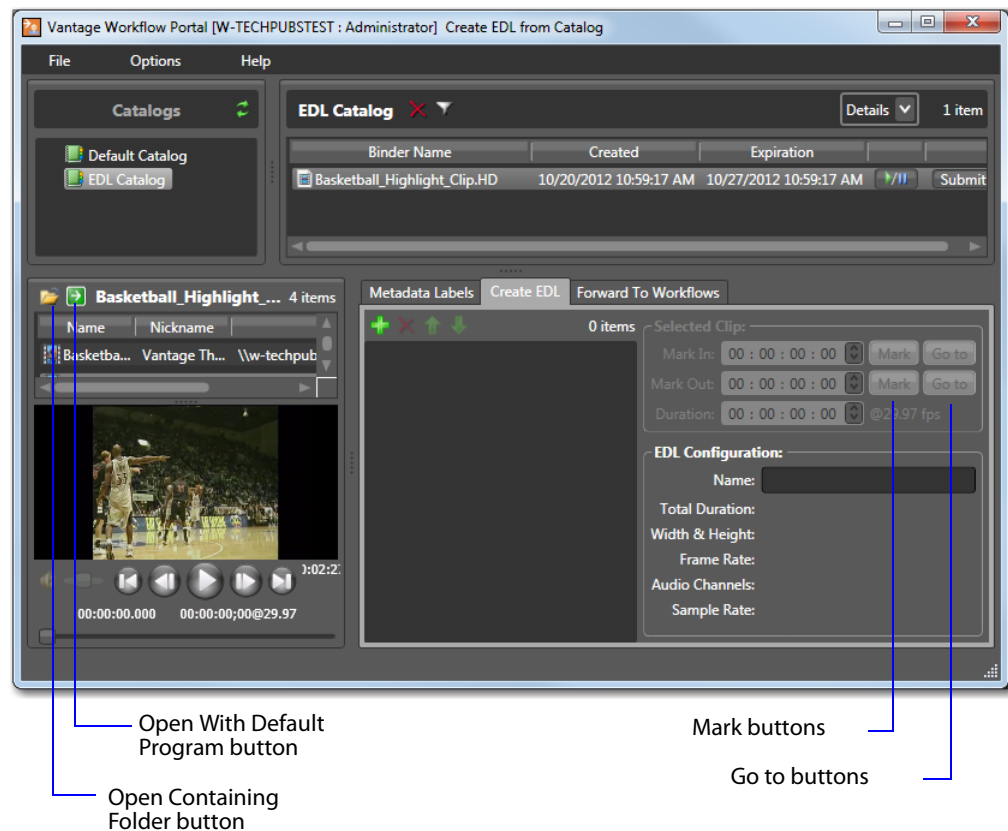 Vantage Workflow Portal [W-TECHPUBSTEST : Administrator]  Create EDL from Catalog
File Options Help
Catalogs
Default Catalog
EDL Catalog
EDL Catalog
Details 1 item
Binder Name Created Expiration
Basketball_Highlight_Clip.HD 10/20/2012 10:59:17 AM 10/27/2012 10:59:17 AM Submit
Basketball_Highlight_... 4 items
Name Nickname
Basketba... Vantage Th... \\w-techpub
00:00:00.000 00:00:00;00@29.97
):02:2
Metadata Labels Create EDL Forward To Workflows
0 items
Selected Clip:
Mark In: 00 : 00 : 00 : 00 Mark Go to
Mark Out: 00 : 00 : 00 : 00 Mark Go to
Duration: 00 : 00 : 00 : 00 @29.97 fps
EDL Configuration:
Name:
Total Duration:
Width & Height:
Frame Rate:
Audio Channels:
Sample Rate:
Open With Default
Program button
Open Containing
Folder button
Mark buttons
Go to buttons